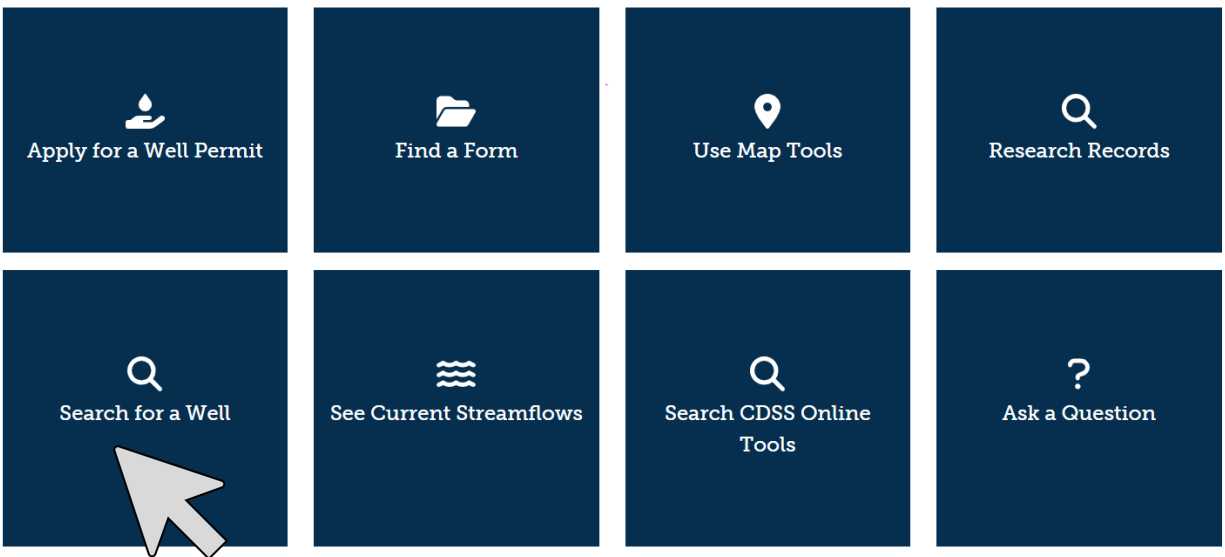 Apply for a Well Permit
Find a Form
Use Map Tools
Research Records
Search for a Well
See Current Streamflows
Search CDSS Online
Tools
Ask a Question